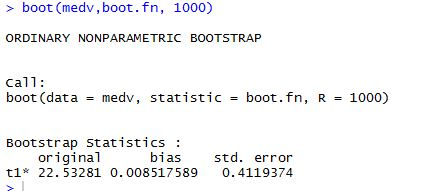 > boot(medv,boot.fn, 1000)
ORDINARY NONPARAMETRIC BOOTSTRAP
Call:
boot(data = medv, statistic = boot.fn, R = 1000)
Bootstrap Statistics :
original bias std. error
t1* 22.53281 0.008517589 0.4119374
>